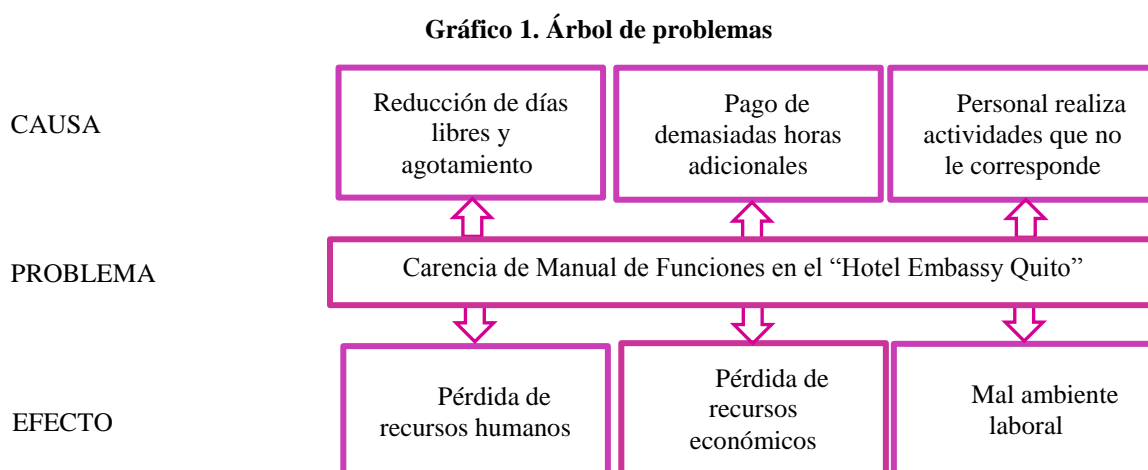 Gráfico 1. Árbol de problemas
CAUSA
Reducción de días
libres y
agotamiento
Pago de
demasiadas horas
adicionales
Personal realiza
actividades que no
le corresponde
PROBLEMA
Carencia de Manual de Funciones en el “Hotel Embassy Quito”
EFECTO
Pérdida de
recursos humanos
Pérdida de
recursos
económicos
Mal ambiente
laboral